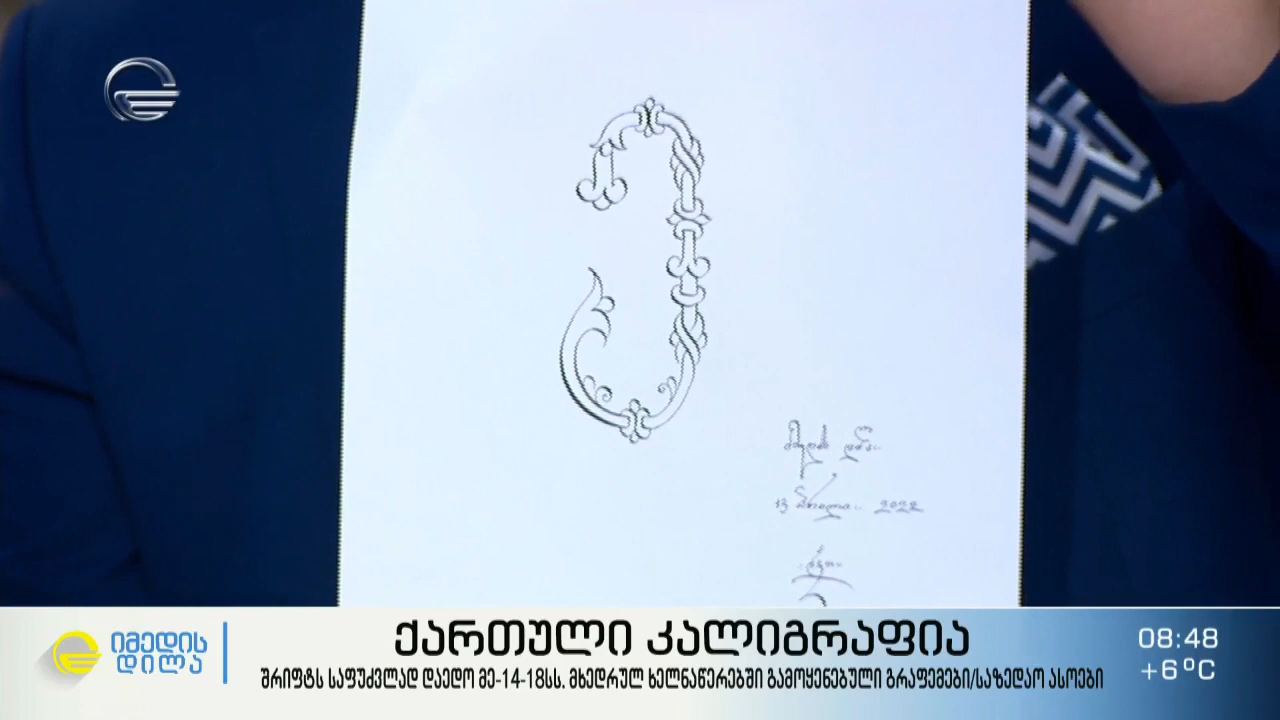 იმედის
დილა
ქართული კალიგრაფია
შრიფტს საფუძვლად დაედო მე-14-18სს. მხედრულ ხელნაწერებში გამოყენებული გრაფემები/საზედაო ასოები
08:48
+6°C
2022